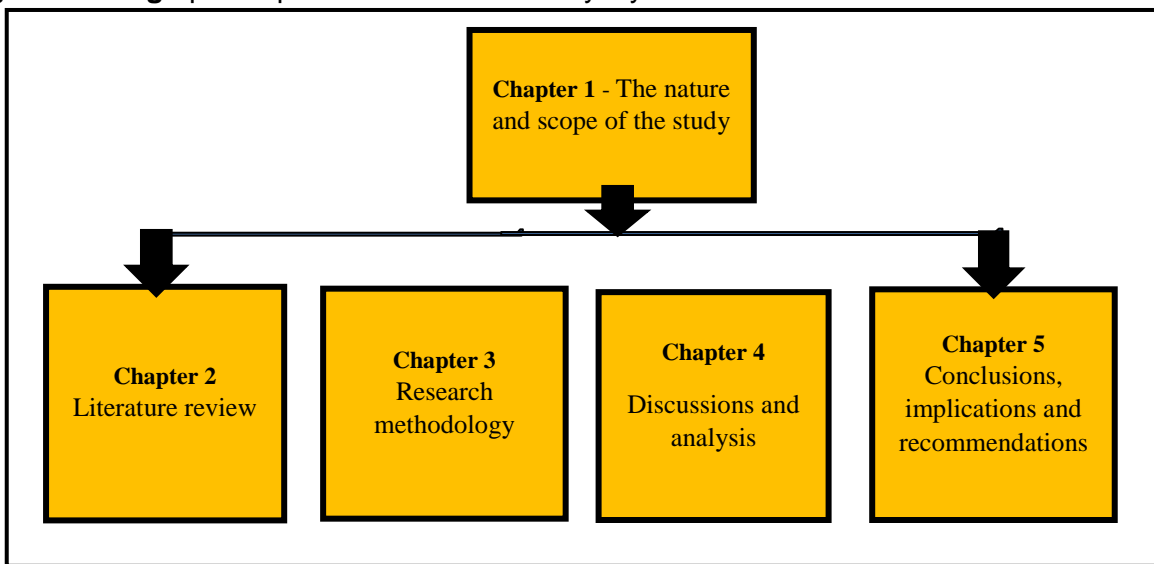 Chapter 1 - The nature
and scope of the study
Chapter 2
Literature review
Chapter 3
Research
methodology
Chapter 4
Discussions and
analysis
Chapter 5
Conclusions,
implications and
recommendations